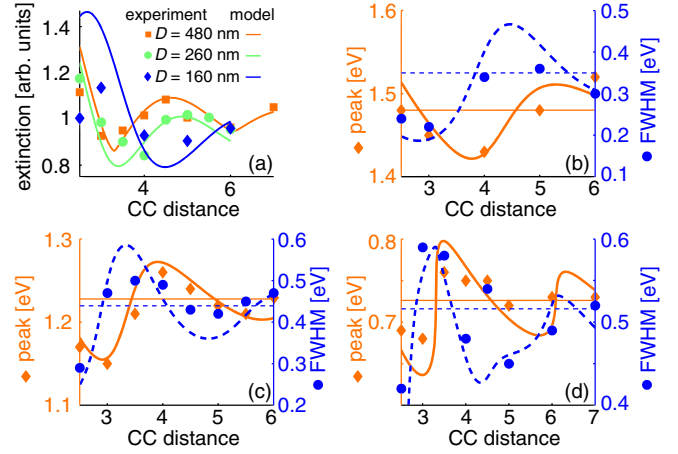 experiment model
D = 480 nm
D = 260 nm
D = 160 nm
extinction [arb. units]
1.4
1.2
1
0.8
4 6
CC distance
(a)
1.6
1.5
1.4
peak [eV]
0.5
0.4
0.3
0.2
0.1
FWHM [eV]
3 4 5 6
CC distance
(b)
1.3
1.2
1.1
peak [eV]
0.6
0.5
0.4
0.3
0.2
FWHM [eV]
3 4 5 6
CC distance
(c)
0.8
0.7
peak [eV]
0.6
0.5
0.4
FWHM [eV]
3 4 5 6 7
CC distance
(d)